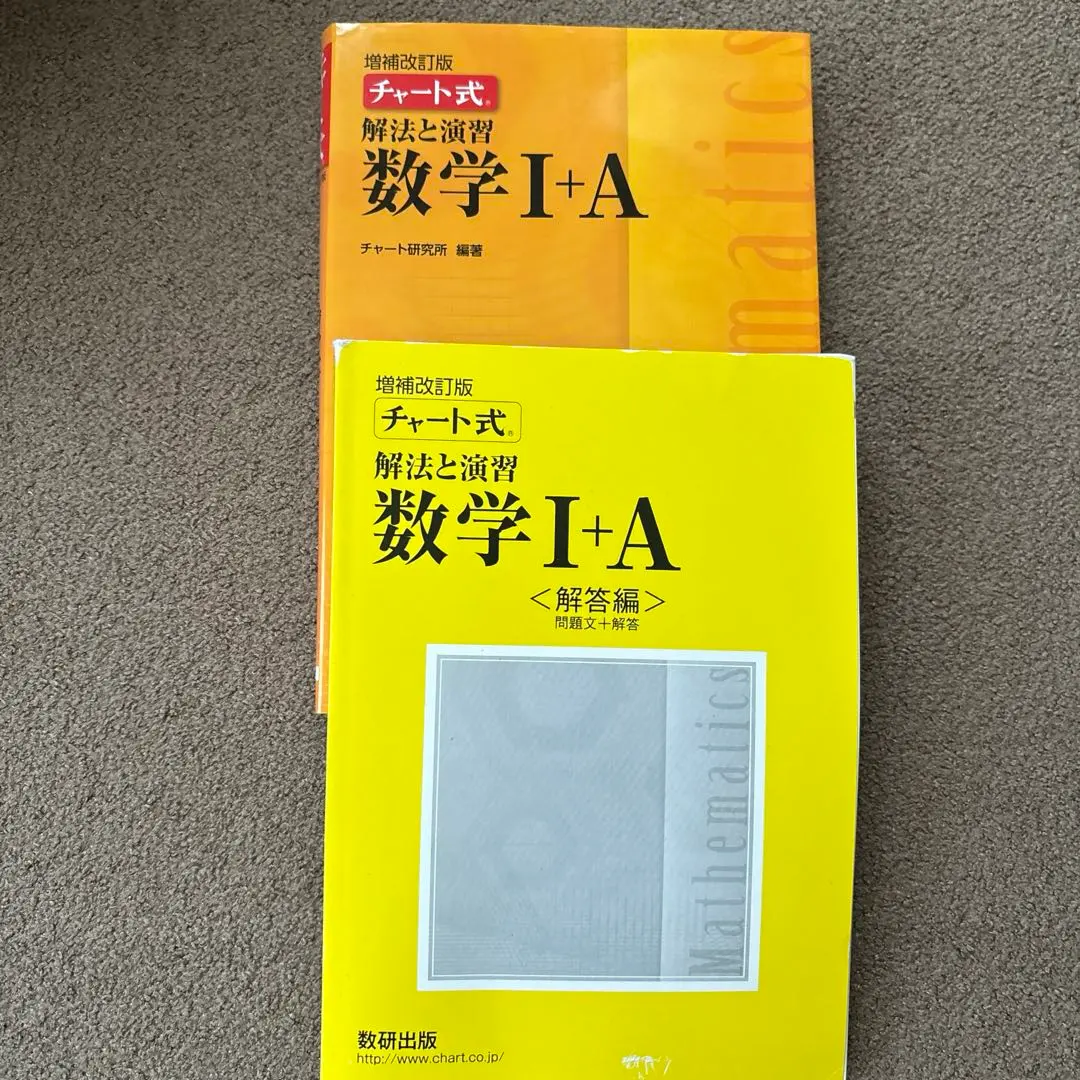 増補改訂版
チャート式®
解法と演習
数学I+A
チャート研究所 編著
増補改訂版
チャート式®
解法と演習
数学I+A
<解答編>
問題文+解答
Mathematics
数研出版
http://www.chart.co.jp/